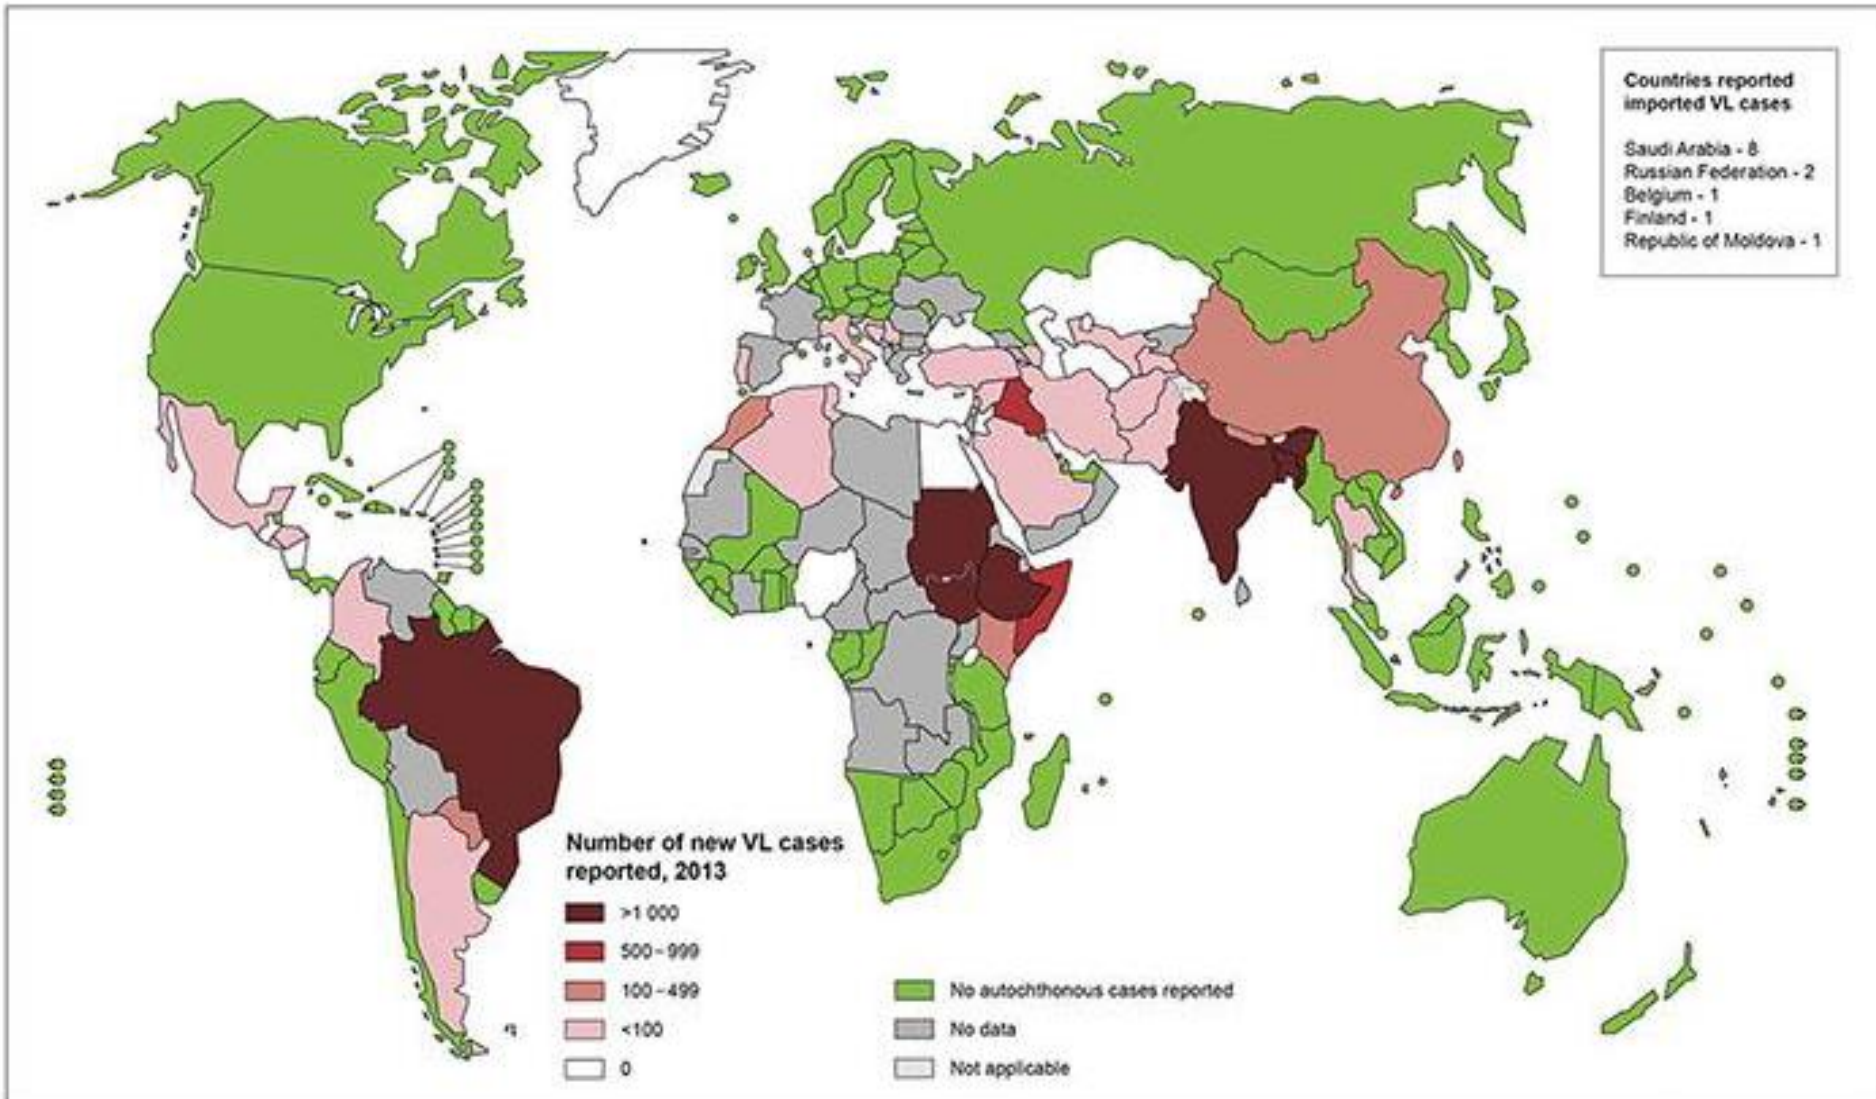 Countries reported
imported VL cases
Saudi Arabia - 8
Russian Federation - 2
Belgium - 1
Finland - 1
Republic of Moldova - 1
Number of new VL cases
reported, 2013
>1 000
500 – 999
100 – 499
<100
0
No autochthonous cases reported
No data
Not applicable